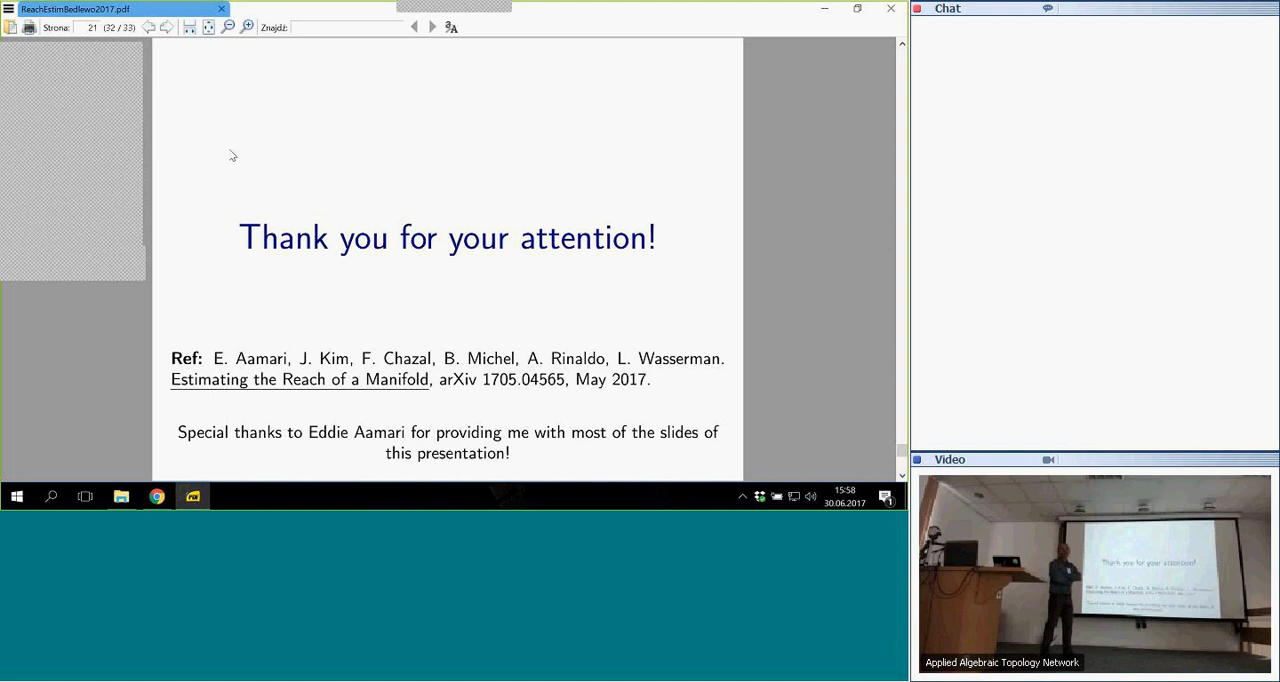 ReachEstimBedlewo2017.pdf
Strona: 21 (32 / 33) Znajdź:
Thank you for your attention!
Ref: E. Aamari, J. Kim, F. Chazal, B. Michel, A. Rinaldo, L. Wasserman.
Estimating the Reach of a Manifold, arXiv 1705.04565, May 2017.
Special thanks to Eddie Aamari for providing me with most of the slides of
this presentation!
15:58
30.06.2017
Chat
Video
Thank you for your attention!
Applied Algebraic Topology Network